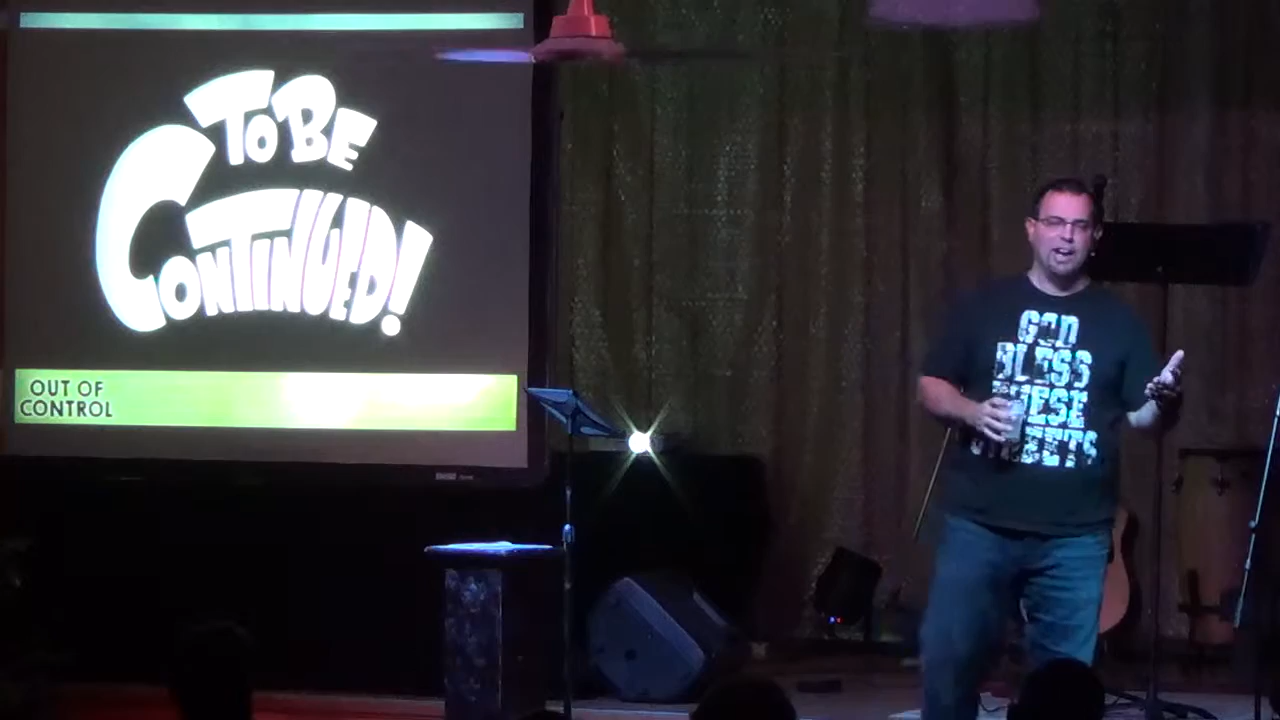 TO BE
CONTINUED!
OUT OF
CONTROL
GOD
BLESS
THESE
STREETS